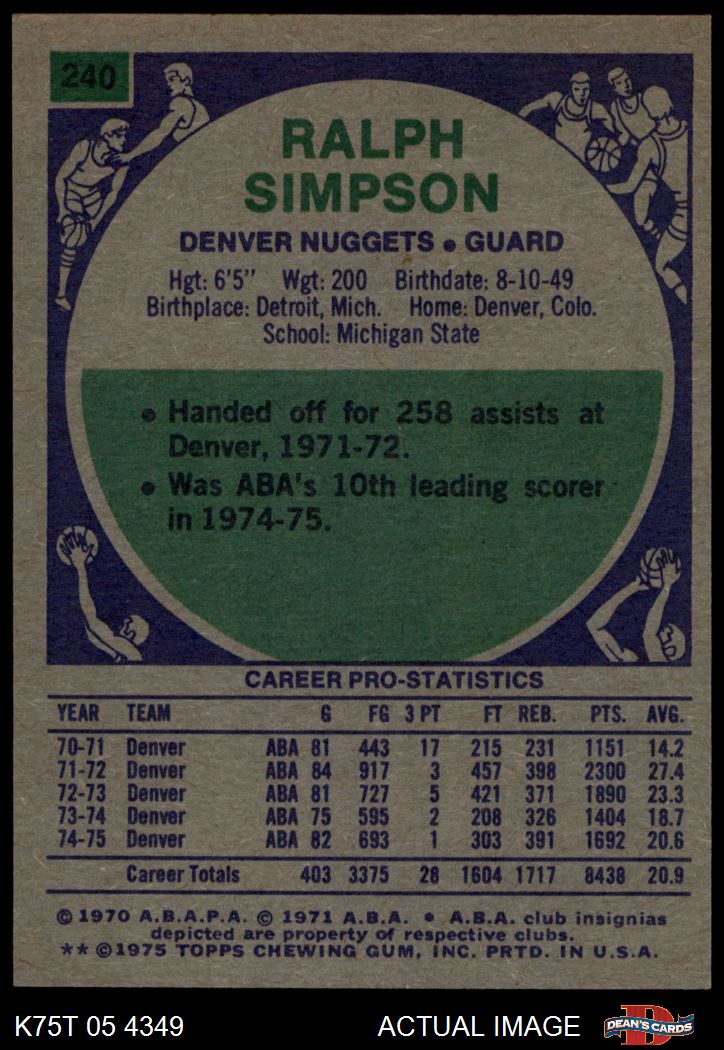 240
RALPH
SIMPSON
DENVER NUGGETS • GUARD
Hgt: 6'5" Wgt: 200 Birthdate: 8-10-49
Birthplace: Detroit, Mich. Home: Denver, Colo.
School: Michigan State
• Handed off for 258 assists at
Denver, 1971-72.
• Was ABA's 10th leading scorer
in 1974-75.
CAREER PRO-STATISTICS
YEAR TEAM G FG 3 PT FT REB. PTS. AVG.
70-71 Denver ABA 81 443 17 215 231 1151 14.2
71-72 Denver ABA 84 917 3 457 398 2300 27.4
72-73 Denver ABA 81 727 5 421 371 1890 23.3
73-74 Denver ABA 75 595 2 208 326 1404 18.7
74-75 Denver ABA 82 693 1 303 391 1692 20.6
Career Totals 403 3375 28 1604 1717 8438 20.9
© 1970 A.B.A.P.A. © 1971 A.B.A. • A.B.A. club insignias
depicted are property of respective clubs.
** © 1975 TOPPS CHEWING GUM, INC. PRTD. IN U.S.A.
K75T 05 4349 ACTUAL IMAGE DEAN'S CARDS